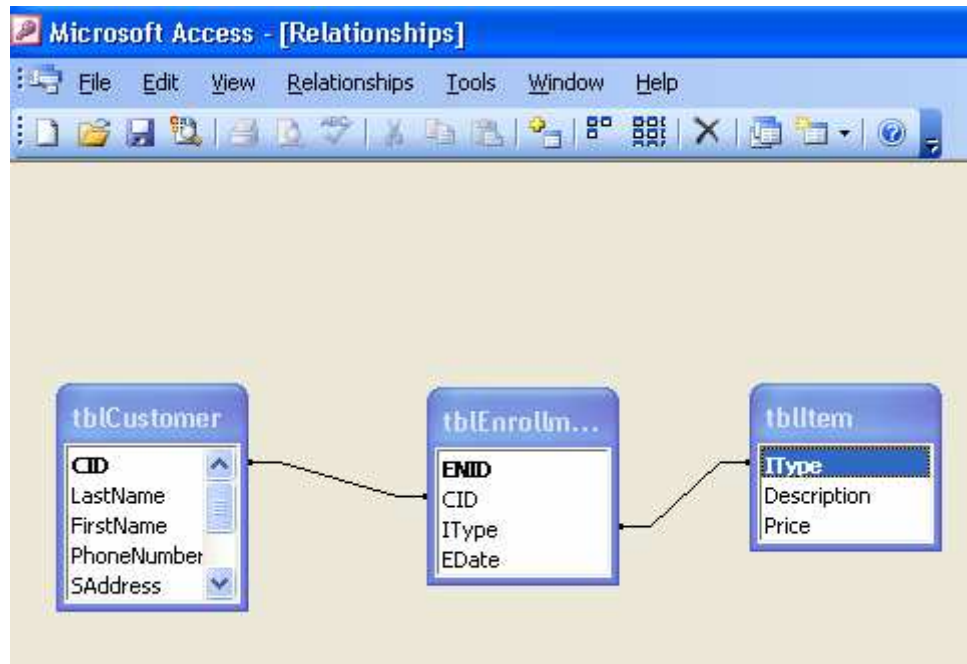 Microsoft Access - [Relationships]
File Edit View Relationships Tools Window Help
tblCustomer
CID
LastName
FirstName
PhoneNumber
SAddress
tblEnrollm...
ENID
CID
IType
EDate
tblItem
IType
Description
Price